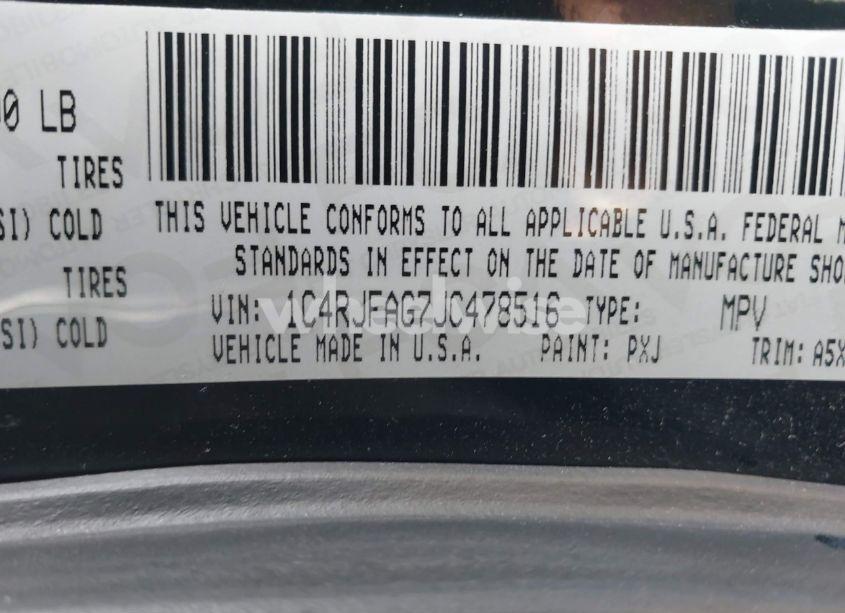 0 LB
TIRES
SI) COLD
THIS VEHICLE CONFORMS TO ALL APPLICABLE U.S.A. FEDERAL M
STANDARDS IN EFFECT ON THE DATE OF MANUFACTURE SHO
TIRES
VIN: 1C4RJFAG7JC478516 TYPE: MPV
SI) COLD
VEHICLE MADE IN U.S.A. PAINT: PXJ TRIM: A5X
wheelwise